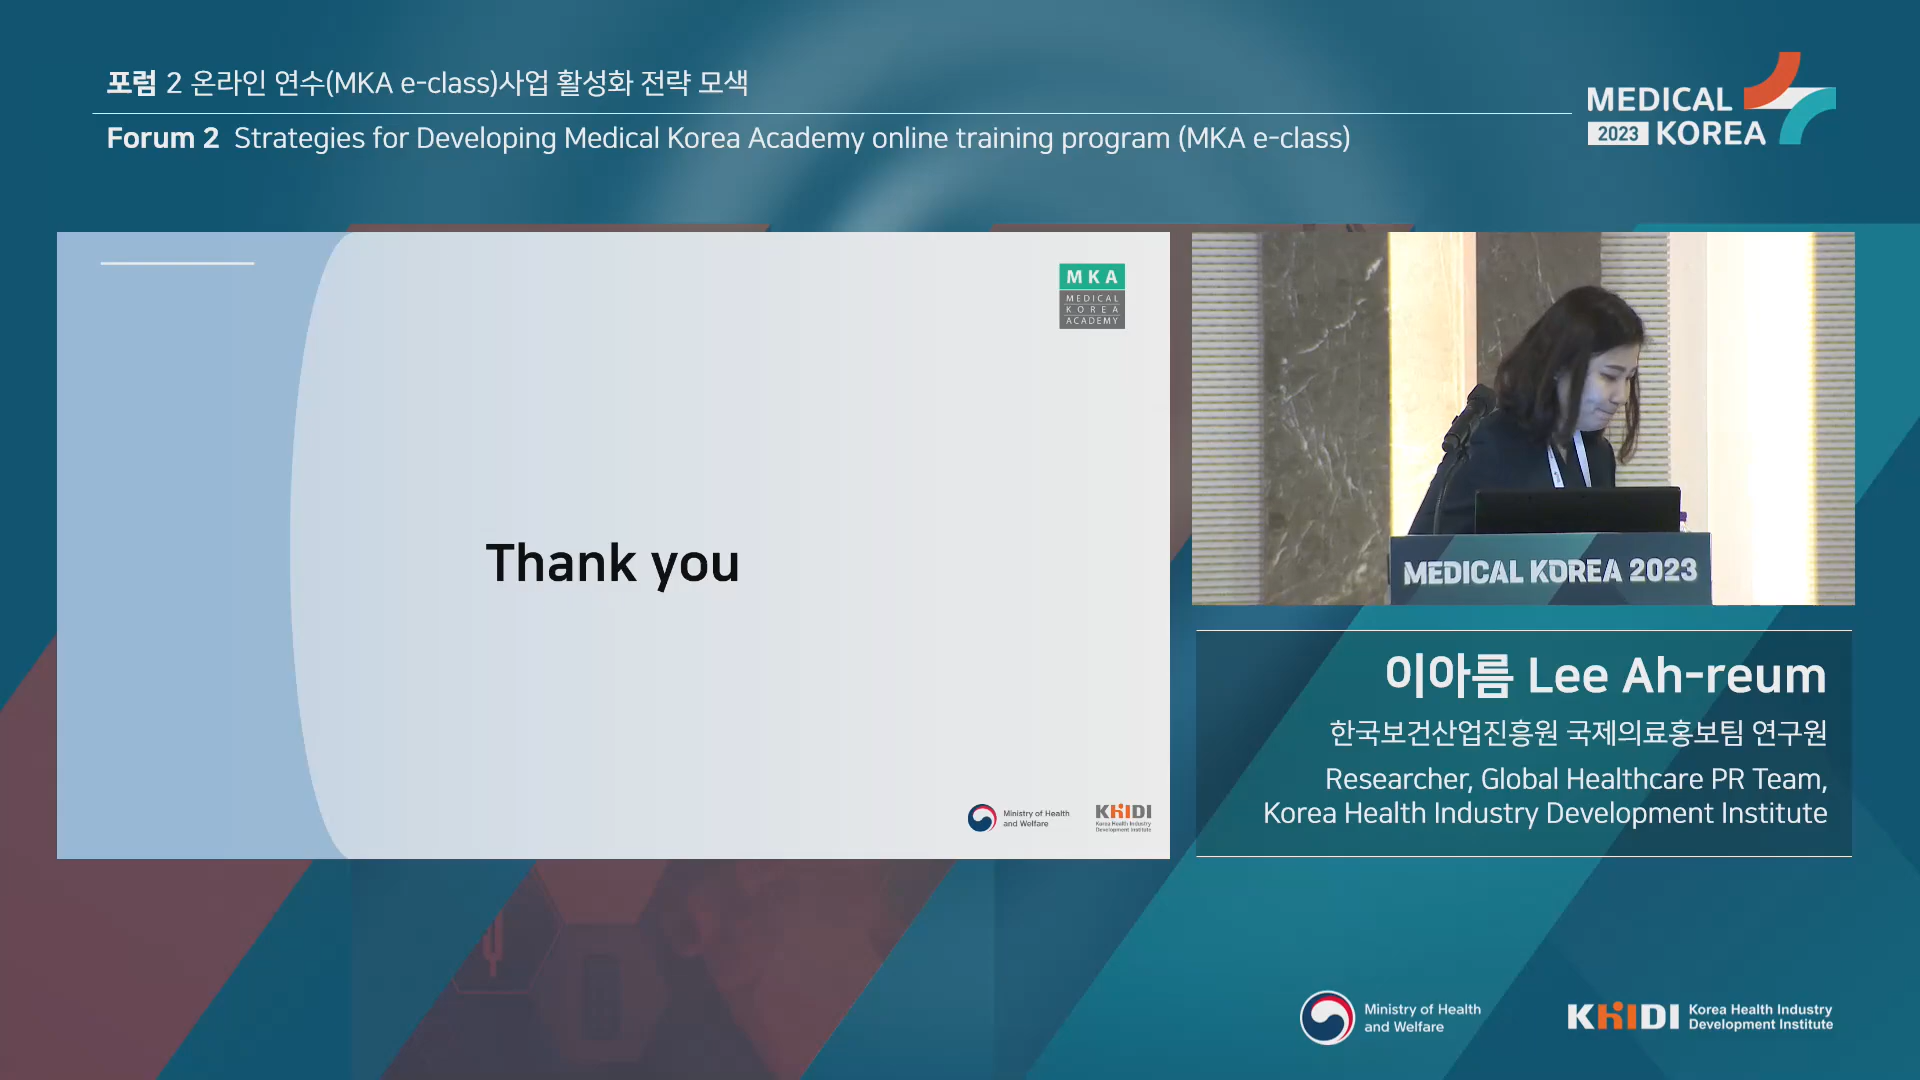 포럼 2 온라인 연수(MKA e-class)사업 활성화 전략 모색
Forum 2 Strategies for Developing Medical Korea Academy online training program (MKA e-class)
MEDICAL
2023 KOREA
MKA
MEDICAL
KOREA
ACADEMY
Thank you
Ministry of Health
and Welfare
KHIDI
Korea Health Industry
Development Institute
MEDICAL KOREA 2023
이아름 Lee Ah-reum
한국보건산업진흥원 국제의료홍보팀 연구원
Researcher, Global Healthcare PR Team,
Korea Health Industry Development Institute
Ministry of Health
and Welfare
KHIDI
Korea Health Industry
Development Institute